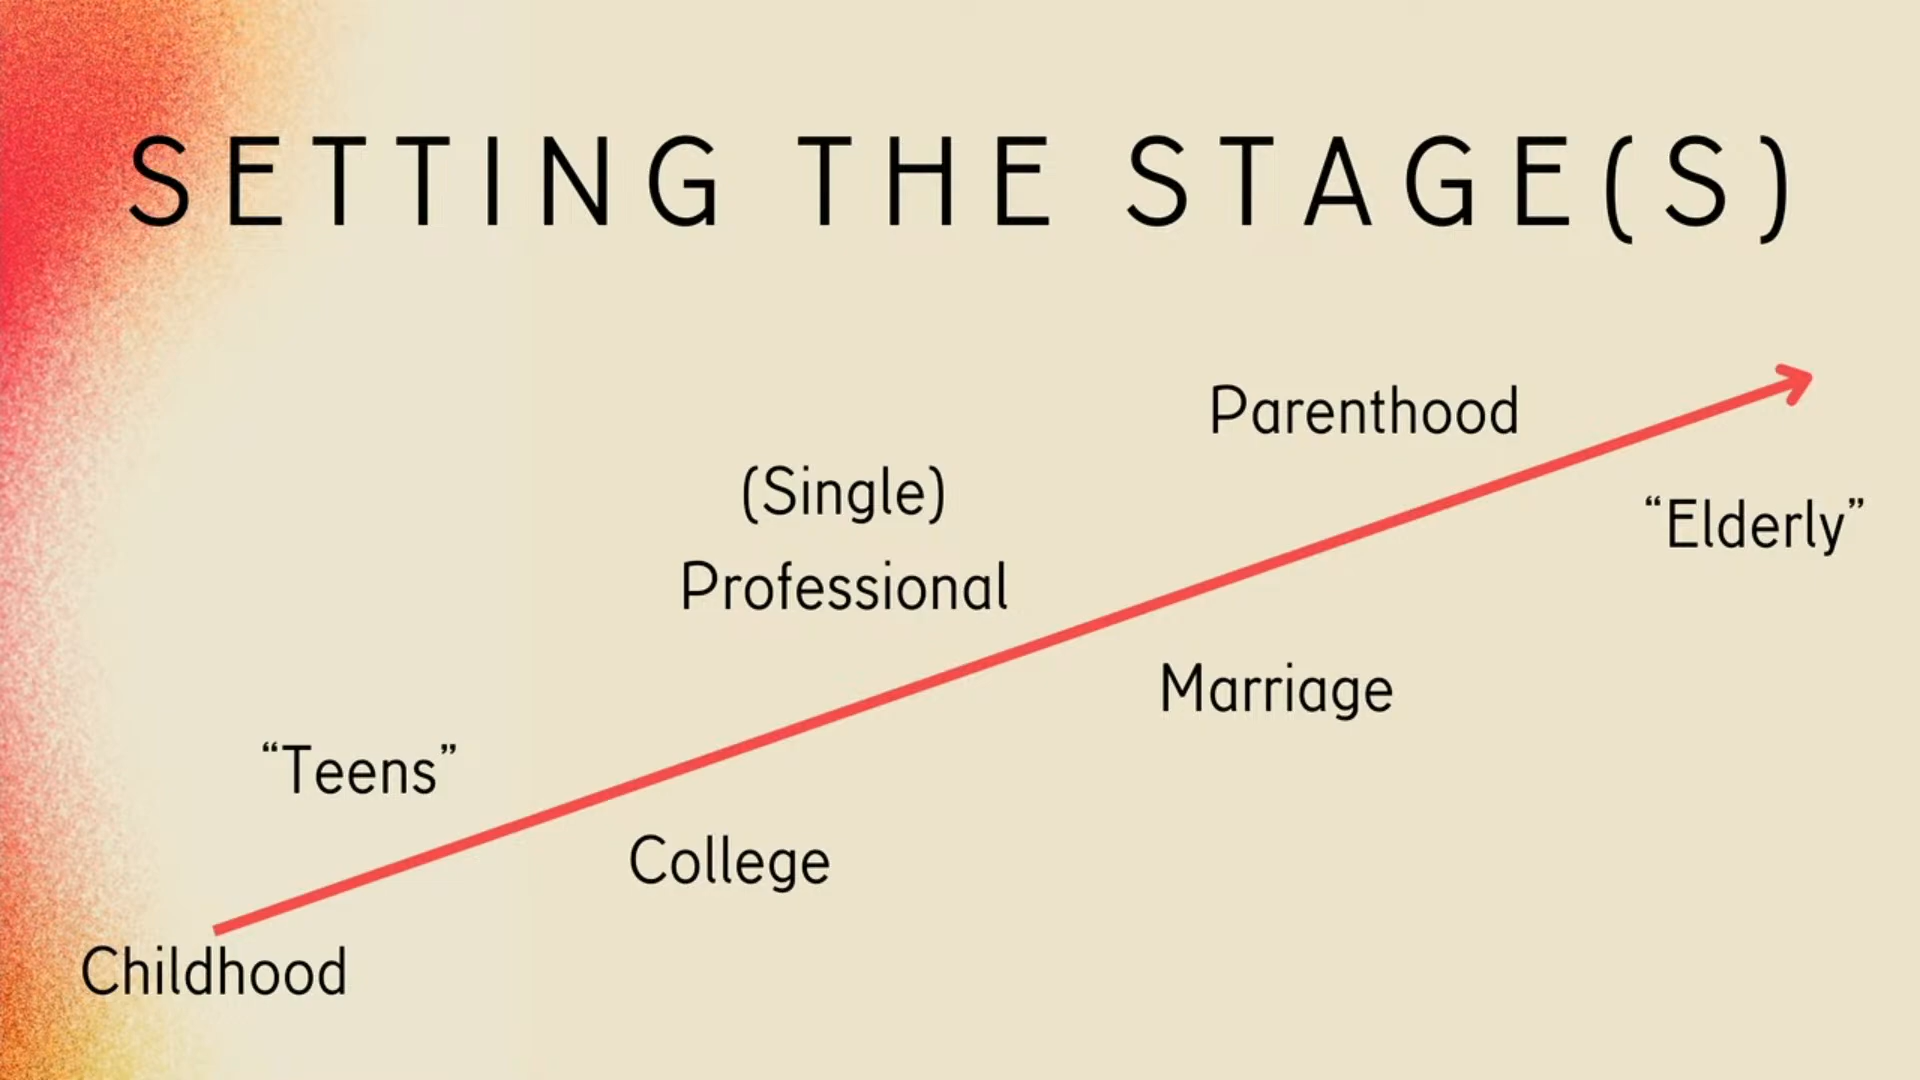 SETTING THE STAGE(S)
Parenthood
(Single)
Professional
“Elderly”
Marriage
“Teens”
College
Childhood